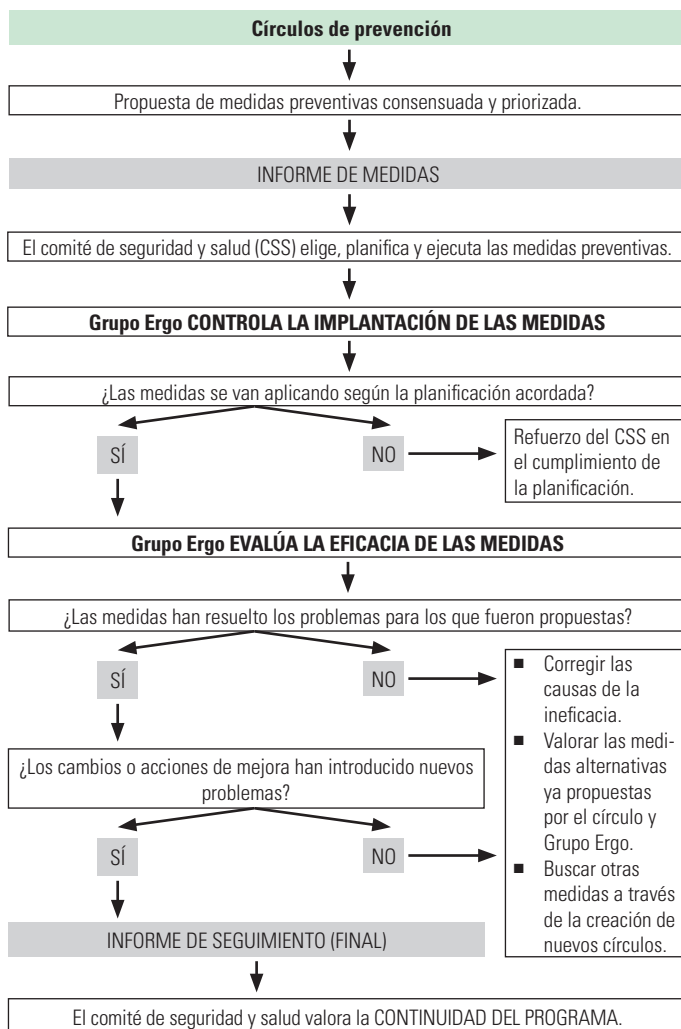 Círculos de prevención
Propuesta de medidas preventivas consensuada y priorizada.
INFORME DE MEDIDAS
El comité de seguridad y salud (CSS) elige, planifica y ejecuta las medidas preventivas.
Grupo Ergo CONTROLA LA IMPLANTACIÓN DE LAS MEDIDAS
¿Las medidas se van aplicando según la planificación acordada?
SÍ
NO
Refuerzo del CSS en
el cumplimiento de
la planificación.
Grupo Ergo EVALÚA LA EFICACIA DE LAS MEDIDAS
¿Las medidas han resuelto los problemas para los que fueron propuestas?
SÍ
NO
■ Corregir las
causas de la
ineficacia.
■ Valorar las medi-
das alternativas
ya propuestas
por el círculo y
Grupo Ergo.
■ Buscar otras
medidas a través
de la creación de
nuevos círculos.
¿Los cambios o acciones de mejora han introducido nuevos
problemas?
SÍ
NO
INFORME DE SEGUIMIENTO (FINAL)
El comité de seguridad y salud valora la CONTINUIDAD DEL PROGRAMA.